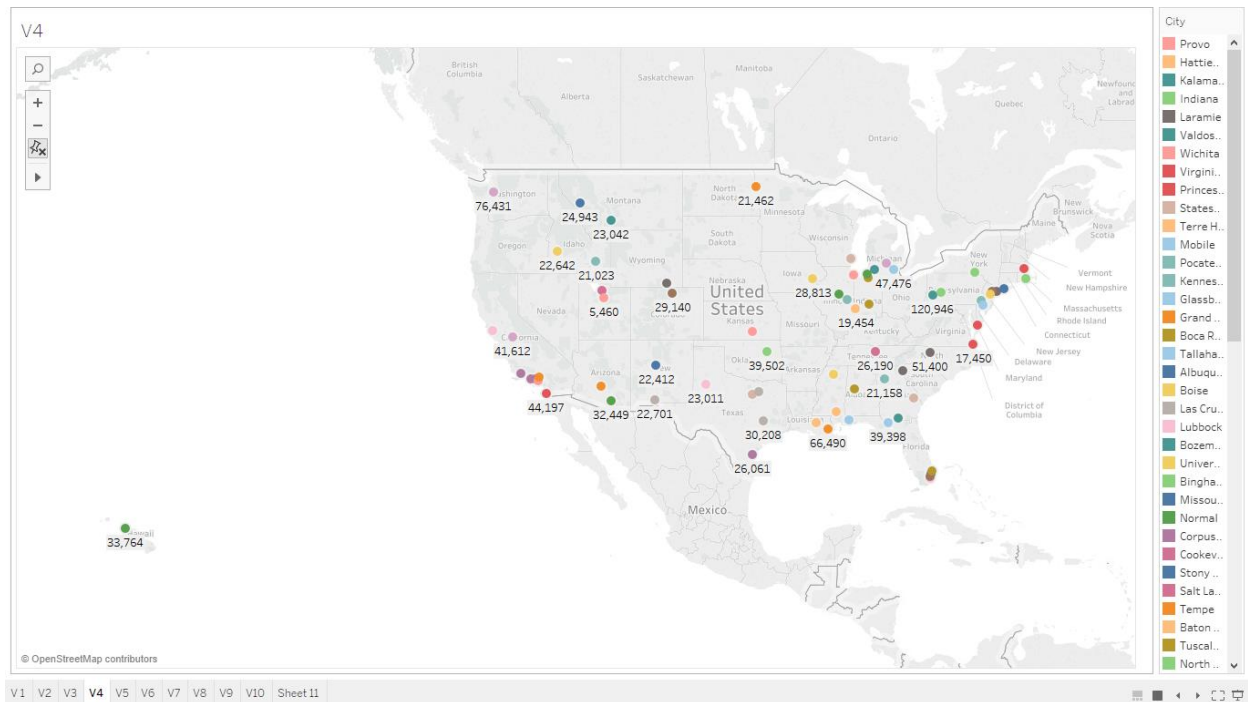 V4
City
Provo
Hattie..
Kalama..
Indiana
Laramie
Valdos..
Wichita
Virgini..
Princes..
States..
Terre H..
Mobile
Pocate..
Kennes..
Glassb..
Grand ..
Boca R..
Tallaha..
Albuqu..
Boise
Las Cru..
Lubbock
Bozem..
Univer..
Bingha..
Missou..
Normal
Corpus..
Cookev..
Stony ..
Salt La..
Tempe
Baton ..
Tuscal..
North ..
British
Columbia
Alberta
Saskatchewan
Manitoba
Ontario
Quebec
Newfoun
and
Labrad
New
Brunswick
Nova
Scotia
Maine
North
Dakota
Minnesota
Montana
76,431
24,943
23,042
21,462
South
Dakota
Wisconsin
Michigan
New
York
Vermont
New Hampshire
Massachusetts
Rhode Island
Connecticut
New Jersey
Delaware
Maryland
District of
Columbia
Oregon
Idaho
Wyoming
22,642
21,023
Iowa
Nebraska
28,813
47,476
Ohio
120,946
United
States
29,140
5,460
Nevada
19,454
Kansas
Missouri
Virginia
41,612
39,502
26,190
51,400
17,450
Arizona
22,412
Arkansas
South
Carolina
44,197
32,449
22,701
23,011
Texas
21,158
30,208
66,490
39,398
Florida
26,061
Mexico
33,764
© OpenStreetMap contributors
V 1 V2 V3 V4 V5 V6 V7 V8 V9 V10 Sheet 11